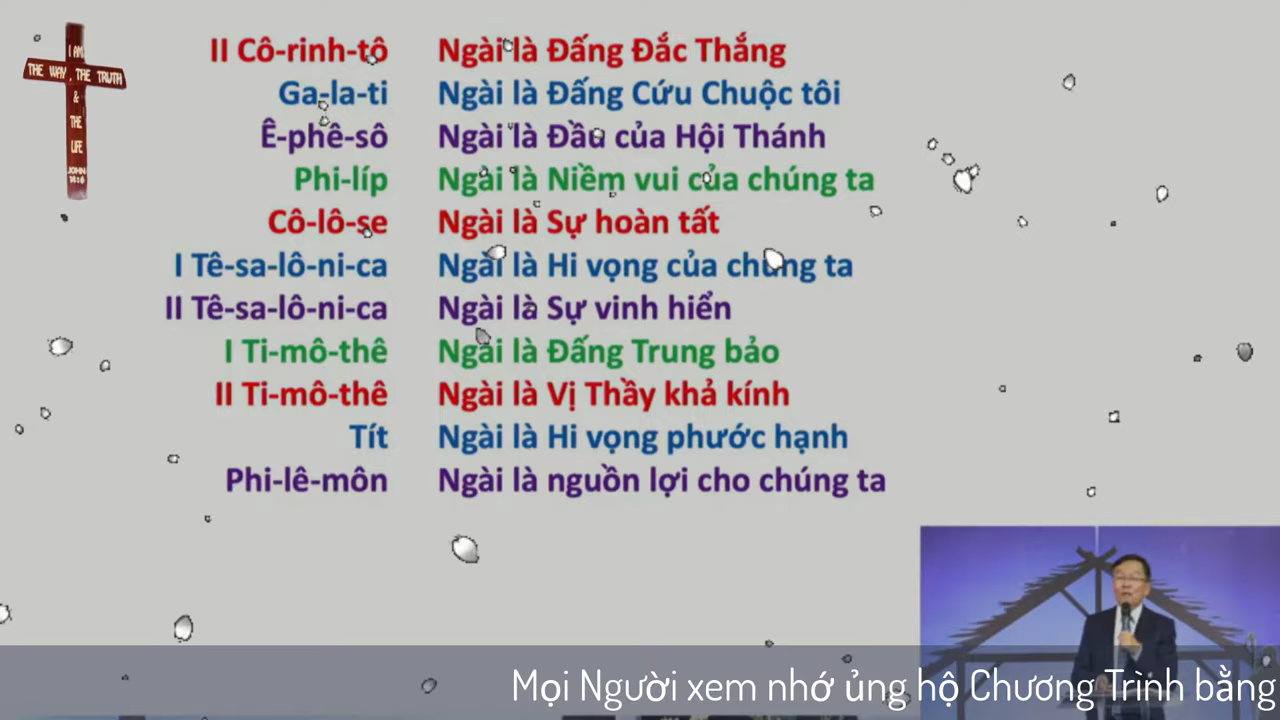 I AM
THE WAY, THE TRUTH
&
THE
LIFE
JOHN
14:6
II Cô-rinh-tô Ngài là Đấng Đắc Thắng
Ga-la-ti Ngài là Đấng Cứu Chuộc tôi
Ê-phê-sô Ngài là Đầu của Hội Thánh
Phi-líp Ngài là Niềm vui của chúng ta
Cô-lô-se Ngài là Sự hoàn tất
I Tê-sa-lô-ni-ca Ngài là Hi vọng của chúng ta
II Tê-sa-lô-ni-ca Ngài là Sự vinh hiển
I Ti-mô-thê Ngài là Đấng Trung bảo
II Ti-mô-thê Ngài là Vị Thầy khả kính
Tít Ngài là Hi vọng phước hạnh
Phi-lê-môn Ngài là nguồn lợi cho chúng ta
Mọi Người xem nhớ ủng hộ Chương Trình bằng